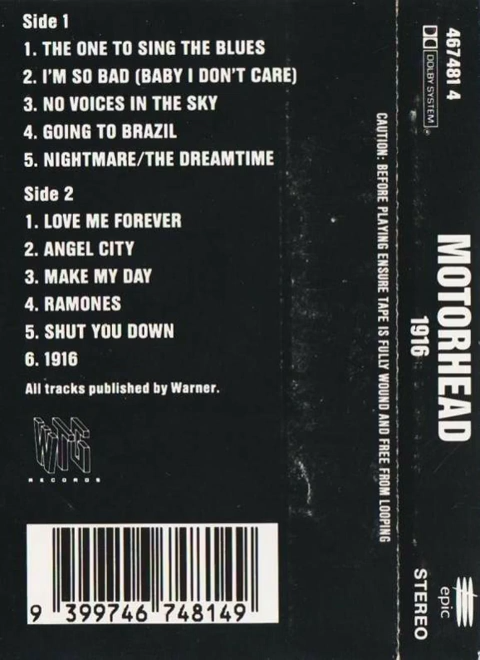 Side 1
1. THE ONE TO SING THE BLUES
2. I'M SO BAD (BABY I DON'T CARE)
3. NO VOICES IN THE SKY
4. GOING TO BRAZIL
5. NIGHTMARE/THE DREAMTIME
Side 2
1. LOVE ME FOREVER
2. ANGEL CITY
3. MAKE MY DAY
4. RAMONES
5. SHUT YOU DOWN
6. 1916
All tracks published by Warner.
WTG
RECORDS
9 399746 748149
CAUTION: BEFORE PLAYING ENSURE TAPE IS FULLY WOUND AND FREE FROM LOOPING
467481 4
DOLBY SYSTEM
MOTORHEAD
1916
STEREO
epic